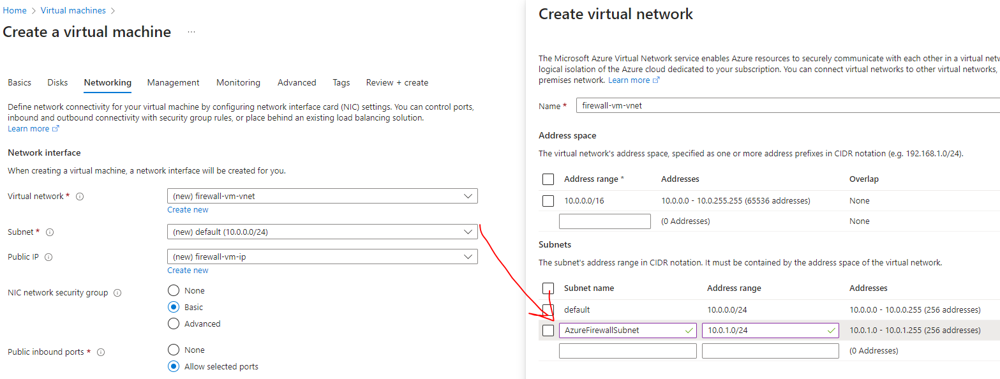 Home > Virtual machines >
Create a virtual machine ...
Basics Disks Networking Management Monitoring Advanced Tags Review + create
Define network connectivity for your virtual machine by configuring network interface card (NIC) settings. You can control ports,
inbound and outbound connectivity with security group rules, or place behind an existing load balancing solution.
Learn more
Network interface
When creating a virtual machine, a network interface will be created for you.
Virtual network * (new) firewall-vm-vnet
Create new
Subnet * (new) default (10.0.0.0/24)
Public IP (new) firewall-vm-ip
Create new
NIC network security group None
Basic
Advanced
Public inbound ports * None
Allow selected ports
Create virtual network
The Microsoft Azure Virtual Network service enables Azure resources to securely communicate with each other in a virtual
logical isolation of the Azure cloud dedicated to your subscription. You can connect virtual networks to other virtual networks,
premises network. Learn more
Name * firewall-vm-vnet
Address space
The virtual network's address space, specified as one or more address prefixes in CIDR notation (e.g. 192.168.1.0/24).
Address range * Addresses Overlap
10.0.0.0/16 10.0.0.0 - 10.0.255.255 (65536 addresses) None
(0 Addresses) None
Subnets
The subnet's address range in CIDR notation. It must be contained by the address space of the virtual network.
Subnet name Address range Addresses
default 10.0.0.0/24 10.0.0.0 - 10.0.0.255 (256 addresses)
AzureFirewallSubnet 10.0.1.0/24 10.0.1.0 - 10.0.1.255 (256 addresses)
(0 Addresses)